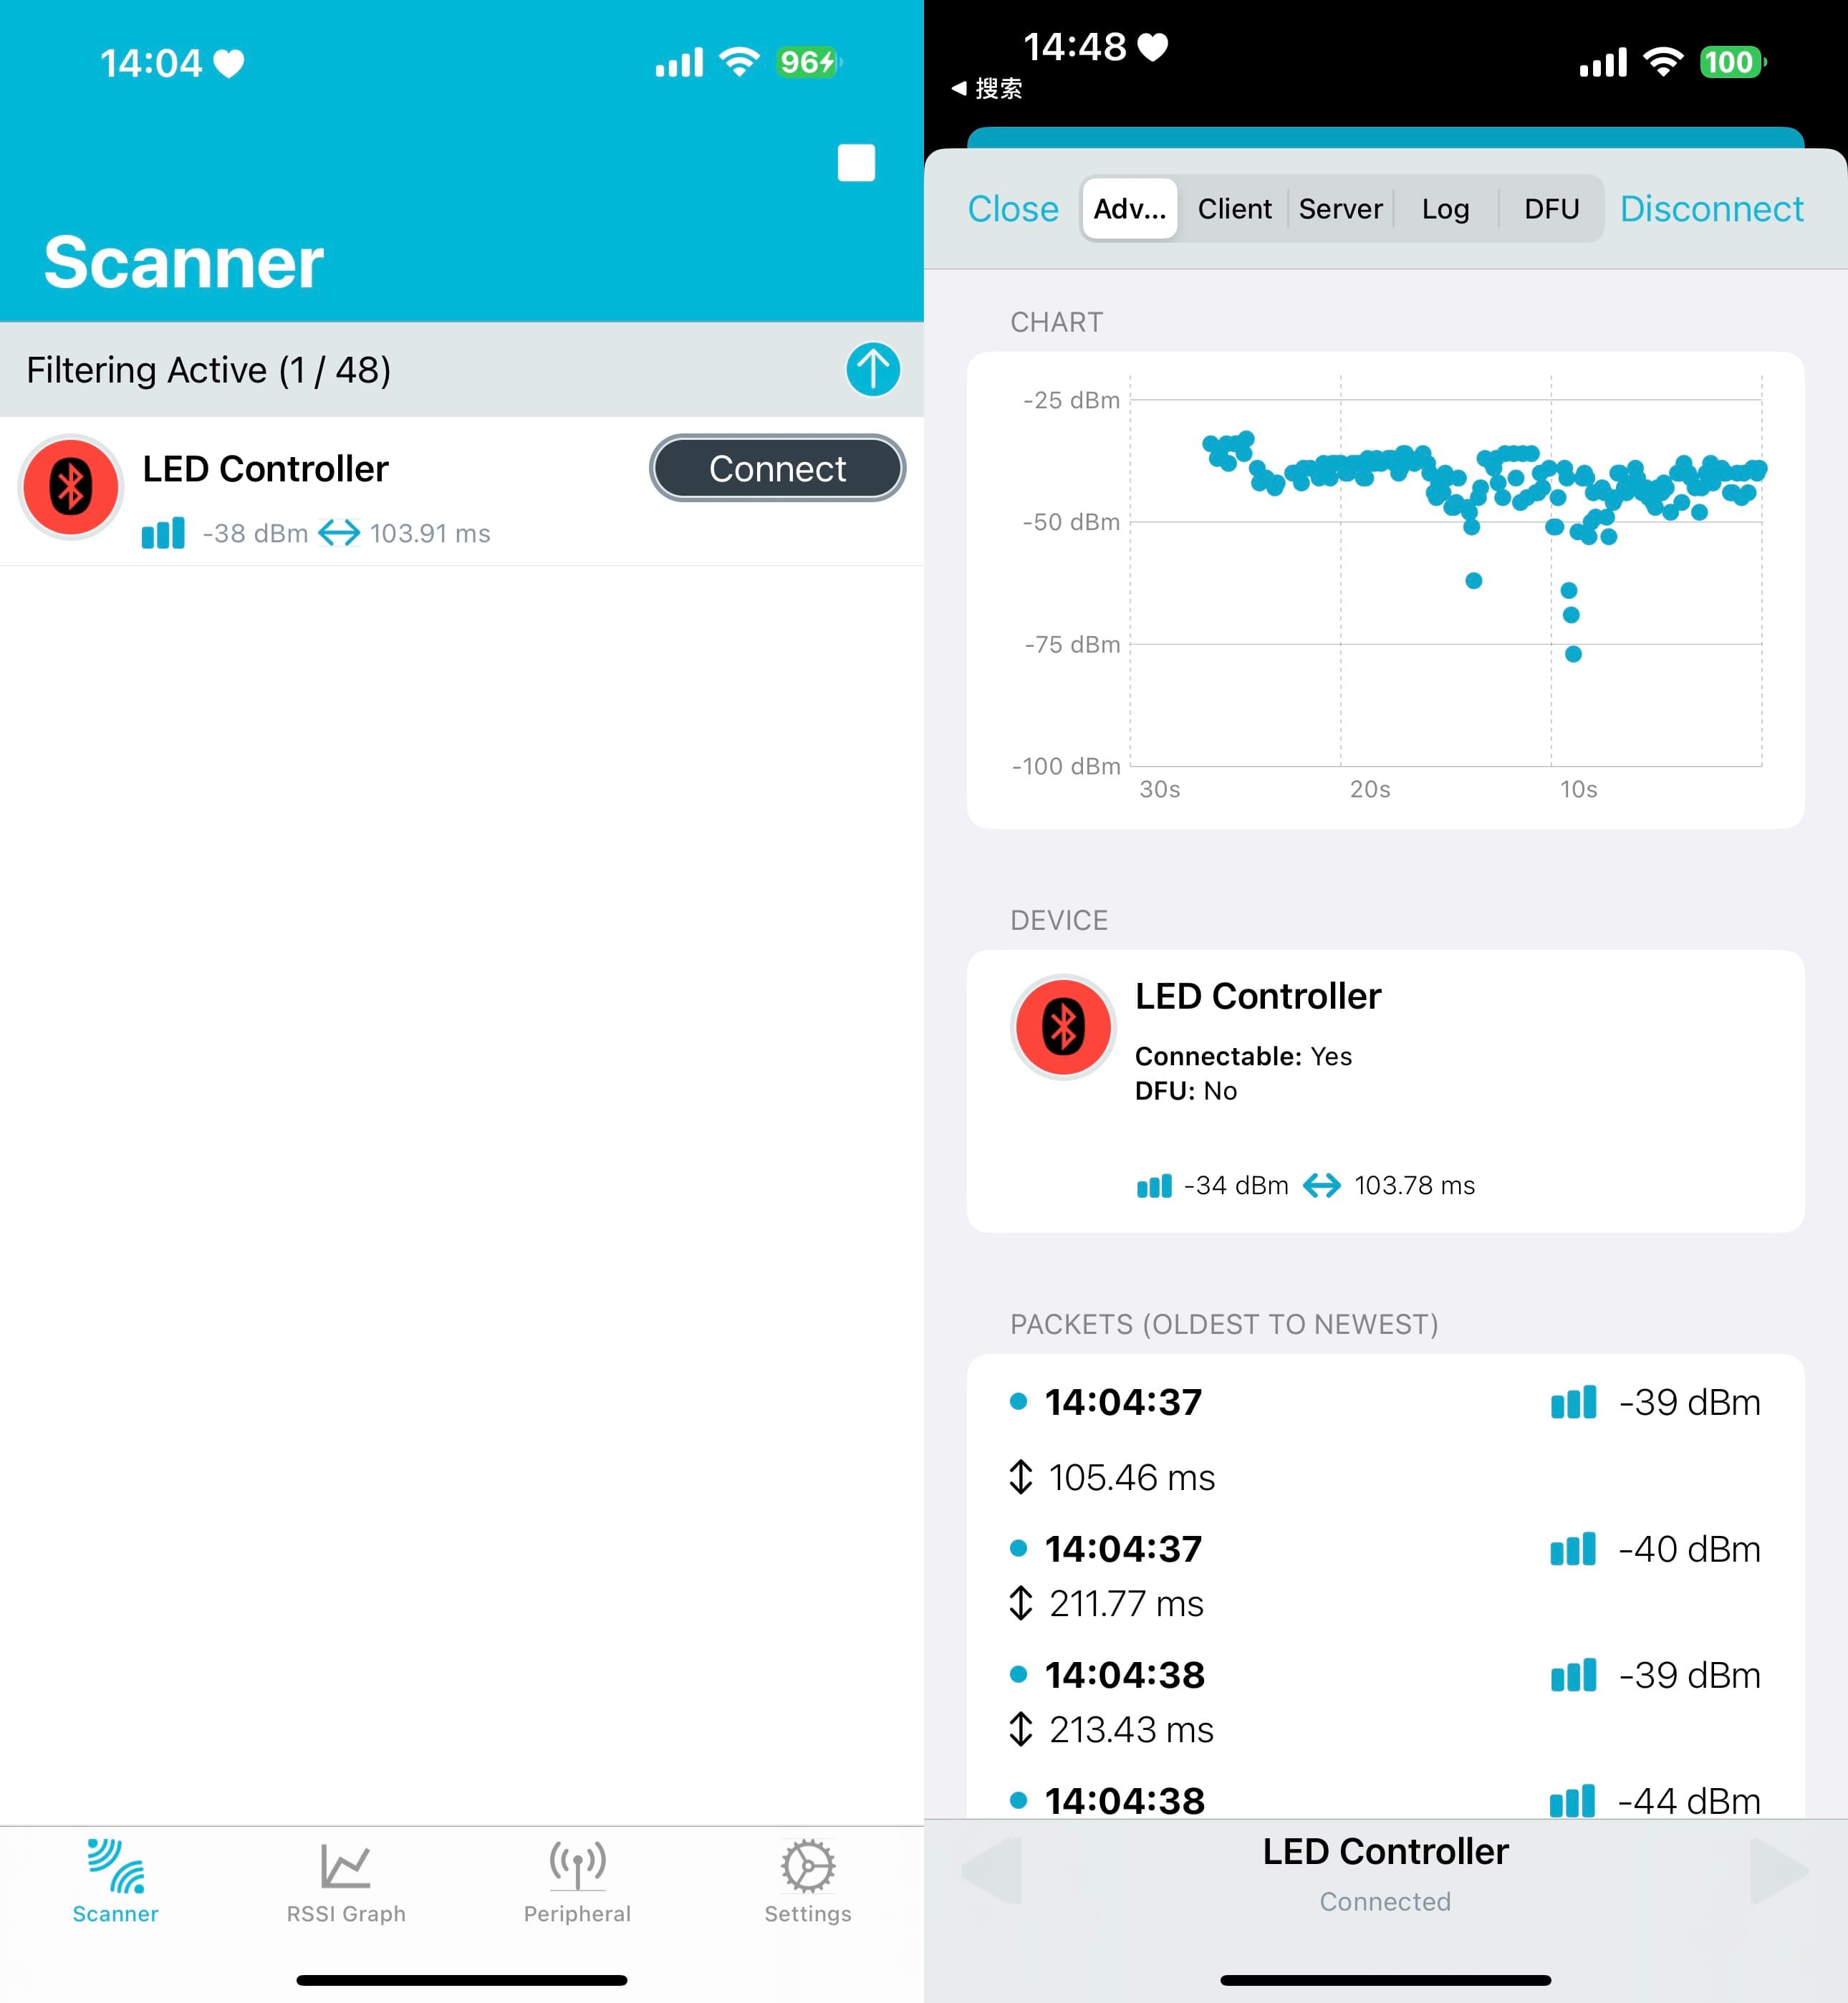 14:04
96
Scanner
Filtering Active (1 / 48)
LED Controller
Connect
-38 dBm
103.91 ms
Scanner
RSSI Graph
Peripheral
Settings
14:48
100
◀ 搜索
Close
Adv...
Client
Server
Log
DFU
Disconnect
CHART
-25 dBm
-50 dBm
-75 dBm
-100 dBm
30s
20s
10s
DEVICE
LED Controller
Connectable: Yes
DFU: No
-34 dBm
103.78 ms
PACKETS (OLDEST TO NEWEST)
14:04:37
-39 dBm
105.46 ms
14:04:37
-40 dBm
211.77 ms
14:04:38
-39 dBm
213.43 ms
14:04:38
-44 dBm
LED Controller
Connected